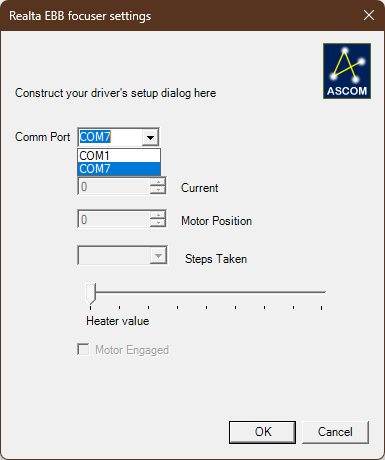 Realta EBB focuser settings
ASCOM
Construct your driver's setup dialog here
Comm Port COM7
COM1
COM7
0 Current
0 Motor Position
Steps Taken
Heater value
Motor Engaged
OK Cancel